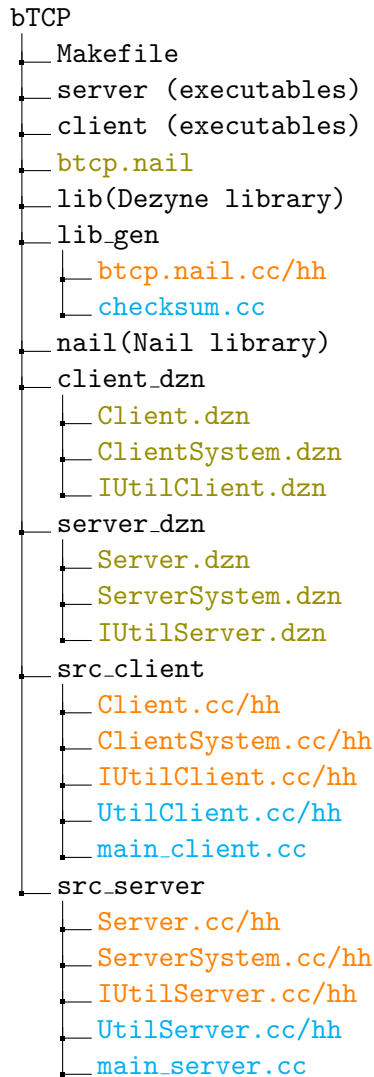 bTCP
Makefile
server (executables)
client (executables)
btcp.nail
lib(Dezyne library)
lib_gen
btcp.nail.cc/hh
checksum.cc
nail(Nail library)
client_dzn
Client.dzn
ClientSystem.dzn
IUtilClient.dzn
server_dzn
Server.dzn
ServerSystem.dzn
IUtilServer.dzn
src_client
Client.cc/hh
ClientSystem.cc/hh
IUtilClient.cc/hh
UtilClient.cc/hh
main_client.cc
src_server
Server.cc/hh
ServerSystem.cc/hh
IUtilServer.cc/hh
UtilServer.cc/hh
main_server.cc